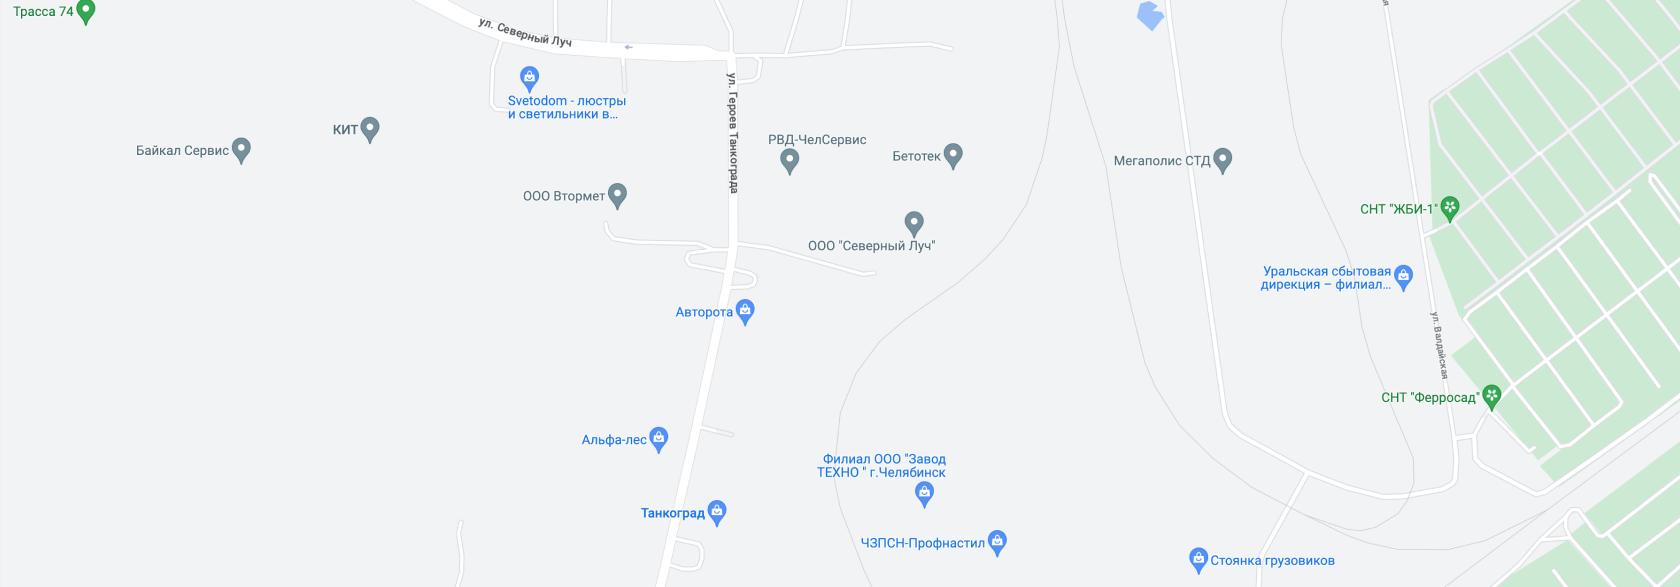 Трасса 74
ул. Северный Луч
Svetodom - люстры
и светильники в...
ул. Героев Танкограда
КИТ
Байкал Сервис
РВД-ЧелСервис
Бетотек
Мегаполис СТД
ООО Втормет
СНТ "ЖБИ-1"
ООО "Северный Луч"
Уральская сбытовая
дирекция – филиал...
Авторота
ул. Валдайская
СНТ "Ферросад"
Альфа-лес
Филиал ООО "Завод
ТЕХНО " г.Челябинск
Танкоград
ЧЗПСН-Профнастил
Стоянка грузовиков